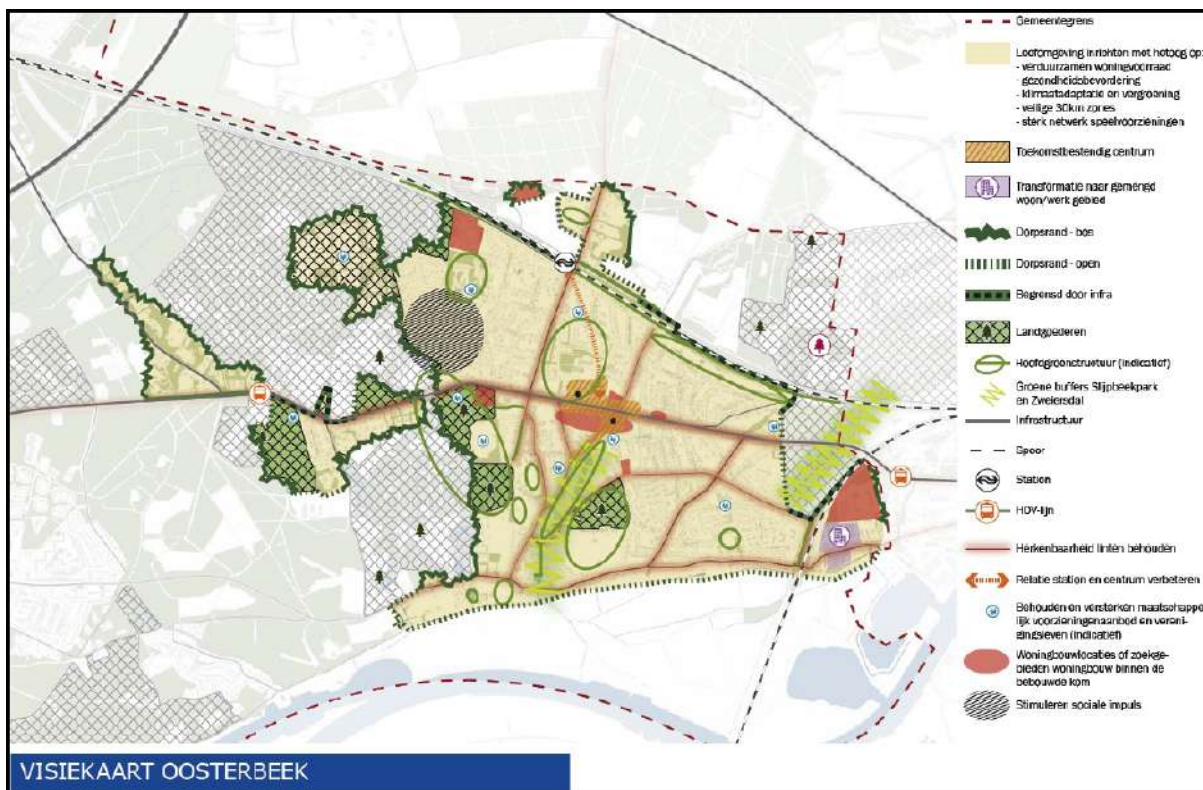 Gemeentegrens
Leefomgeving inrichten met hotoog op:
- verduurzamen woningvoorraad
- gezondheidsbevordering
- klimaatadaptatie en vergroening
- veilige 30km zones
- sterk netwerk speelvoorzieningen
Toekomstbestendig centrum
Transformatie naar gemengd
woon/werk gebied
Dorpsrand - bos
Dorpsrand - open
Begrensd door infra
Landgoederen
Hoofdgroenstructuur (indicatief)
Groene buffers Slijpbeekpark
en Zweiersdal
Infrastructuur
Spoor
Station
HOV-lijn
Herkenbaarheid linten behouden
Relatie station en centrum verbeteren
Behouden en versterken maatschappe
lijk voorzieningenaanbod en vereni-
gingsleven (indicatief)
Woningbouwlocaties of zoekge-
bieden woningbouw binnen de
bebouwde kom
Stimuleren sociale impuls
VISIEKAART OOSTERBEEK